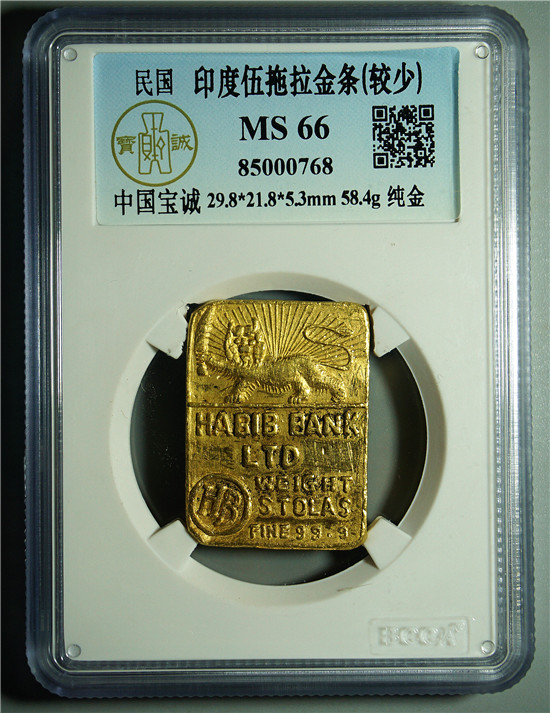 民国 印度伍拖拉金条(较少)
MS 66
85000768
寶 誠
中国宝诚 29.8*21.8*5.3mm 58.4g 纯金
HABIB BANK
LTD
WEIGHT
5 TOLAS
HB
FINE 99.9